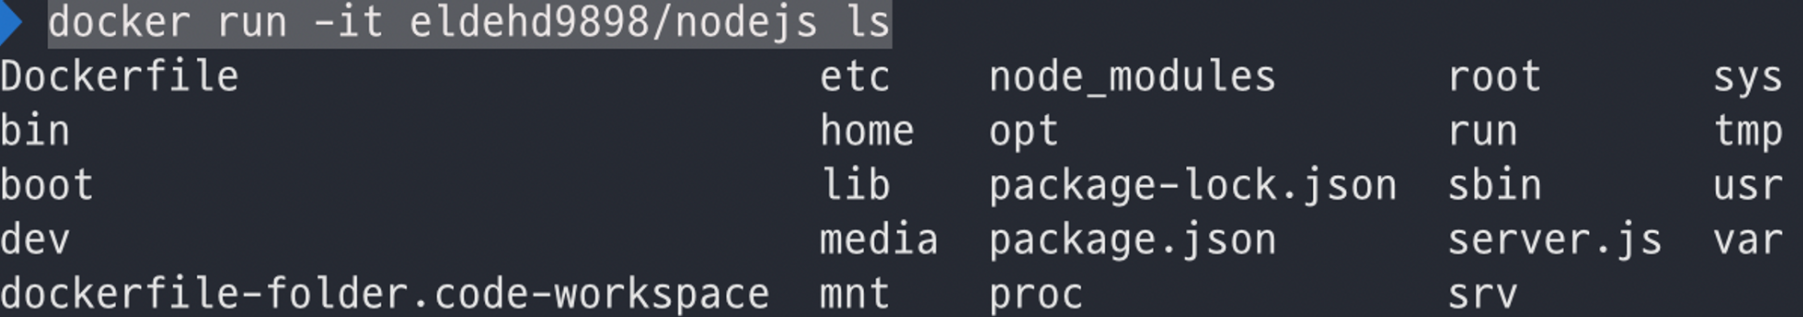 docker run -it eldehd9898/nodejs ls
Dockerfile etc node_modules root sys
bin home opt run tmp
boot lib package-lock.json sbin usr
dev media package.json server.js var
dockerfile-folder.code-workspace mnt proc srv